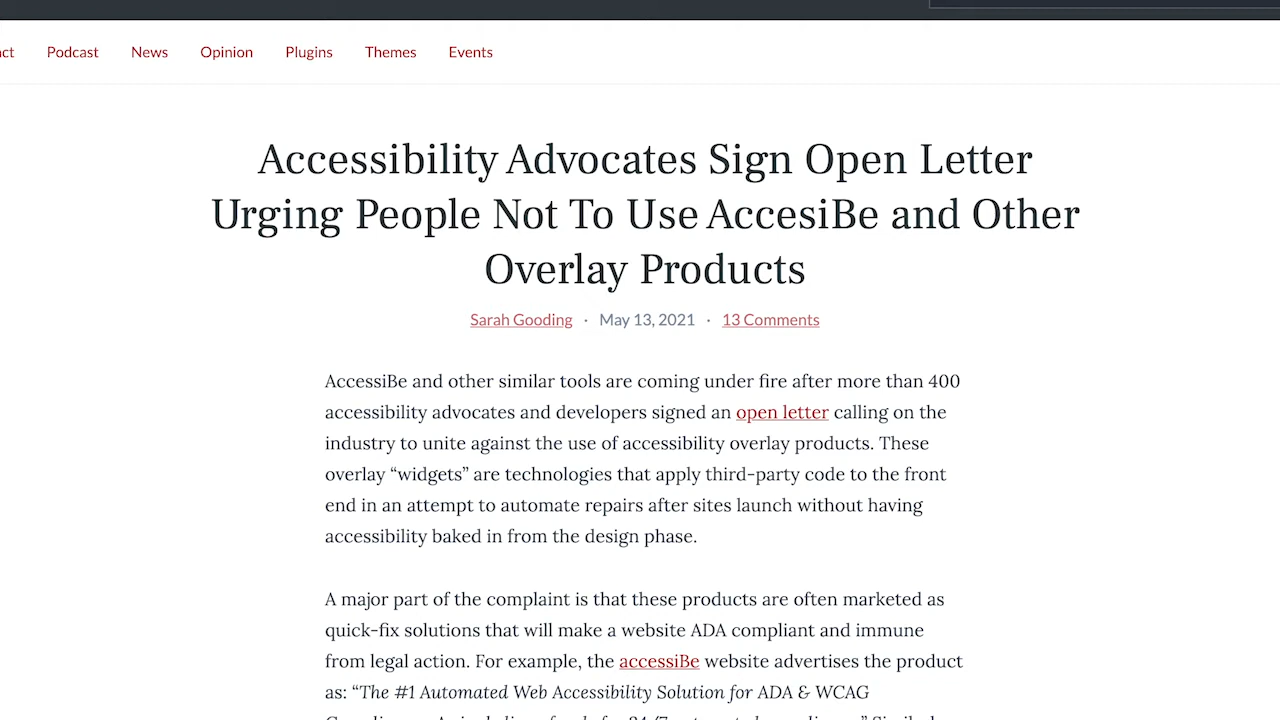 Podcast News Opinion Plugins Themes Events
Accessibility Advocates Sign Open Letter
Urging People Not To Use AccesiBe and Other
Overlay Products
Sarah Gooding · May 13, 2021 · 13 Comments
AccessiBe and other similar tools are coming under fire after more than 400
accessibility advocates and developers signed an open letter calling on the
industry to unite against the use of accessibility overlay products. These
overlay “widgets” are technologies that apply third-party code to the front
end in an attempt to automate repairs after sites launch without having
accessibility baked in from the design phase.
A major part of the complaint is that these products are often marketed as
quick-fix solutions that will make a website ADA compliant and immune
from legal action. For example, the accessiBe website advertises the product
as: “The #1 Automated Web Accessibility Solution for ADA & WCAG